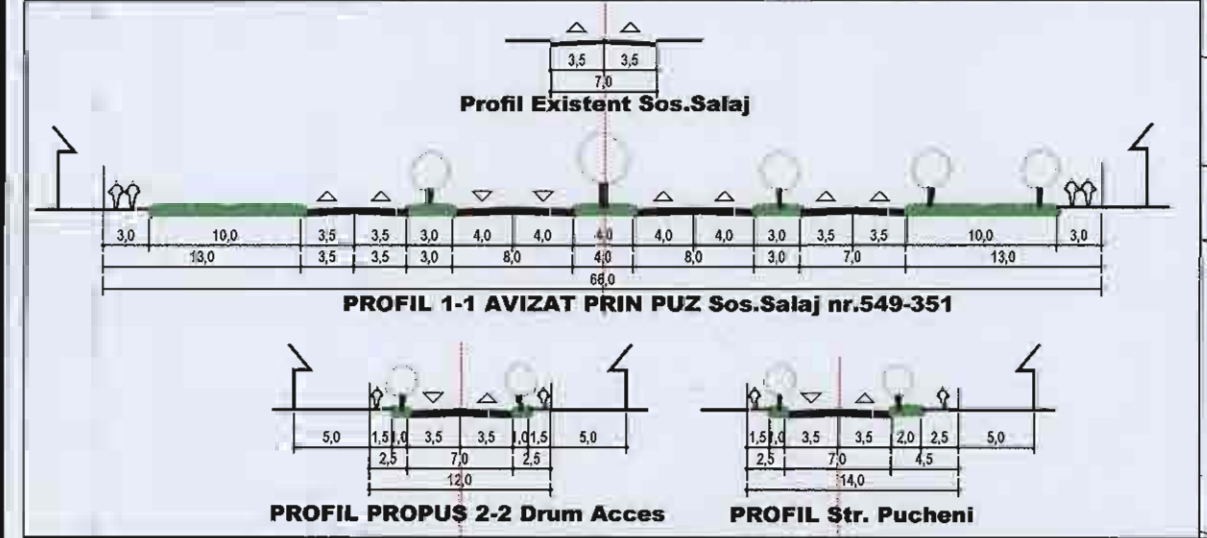 3,5 3,5
7,0
Profil Existent Sos.Salaj
3,0 10,0 3,5 3,5 3,0 4,0 4,0 4,0 4,0 4,0 3,0 3,5 3,5 10,0 3,0
13,0 3,5 3,5 3,0 8,0 4,0 8,0 3,0 7,0 13,0
66,0
PROFIL 1-1 AVIZAT PRIN PUZ Sos.Salaj nr.549-351
5,0 1,5 1,0 3,5 3,5 1,0 1,5 5,0
2,5 7,0 2,5
12,0
PROFIL PROPUS 2-2 Drum Acces
1,5 1,0 3,5 3,5 2,0 2,5 5,0
2,5 7,0 4,5
14,0
PROFIL Str. Pucheni